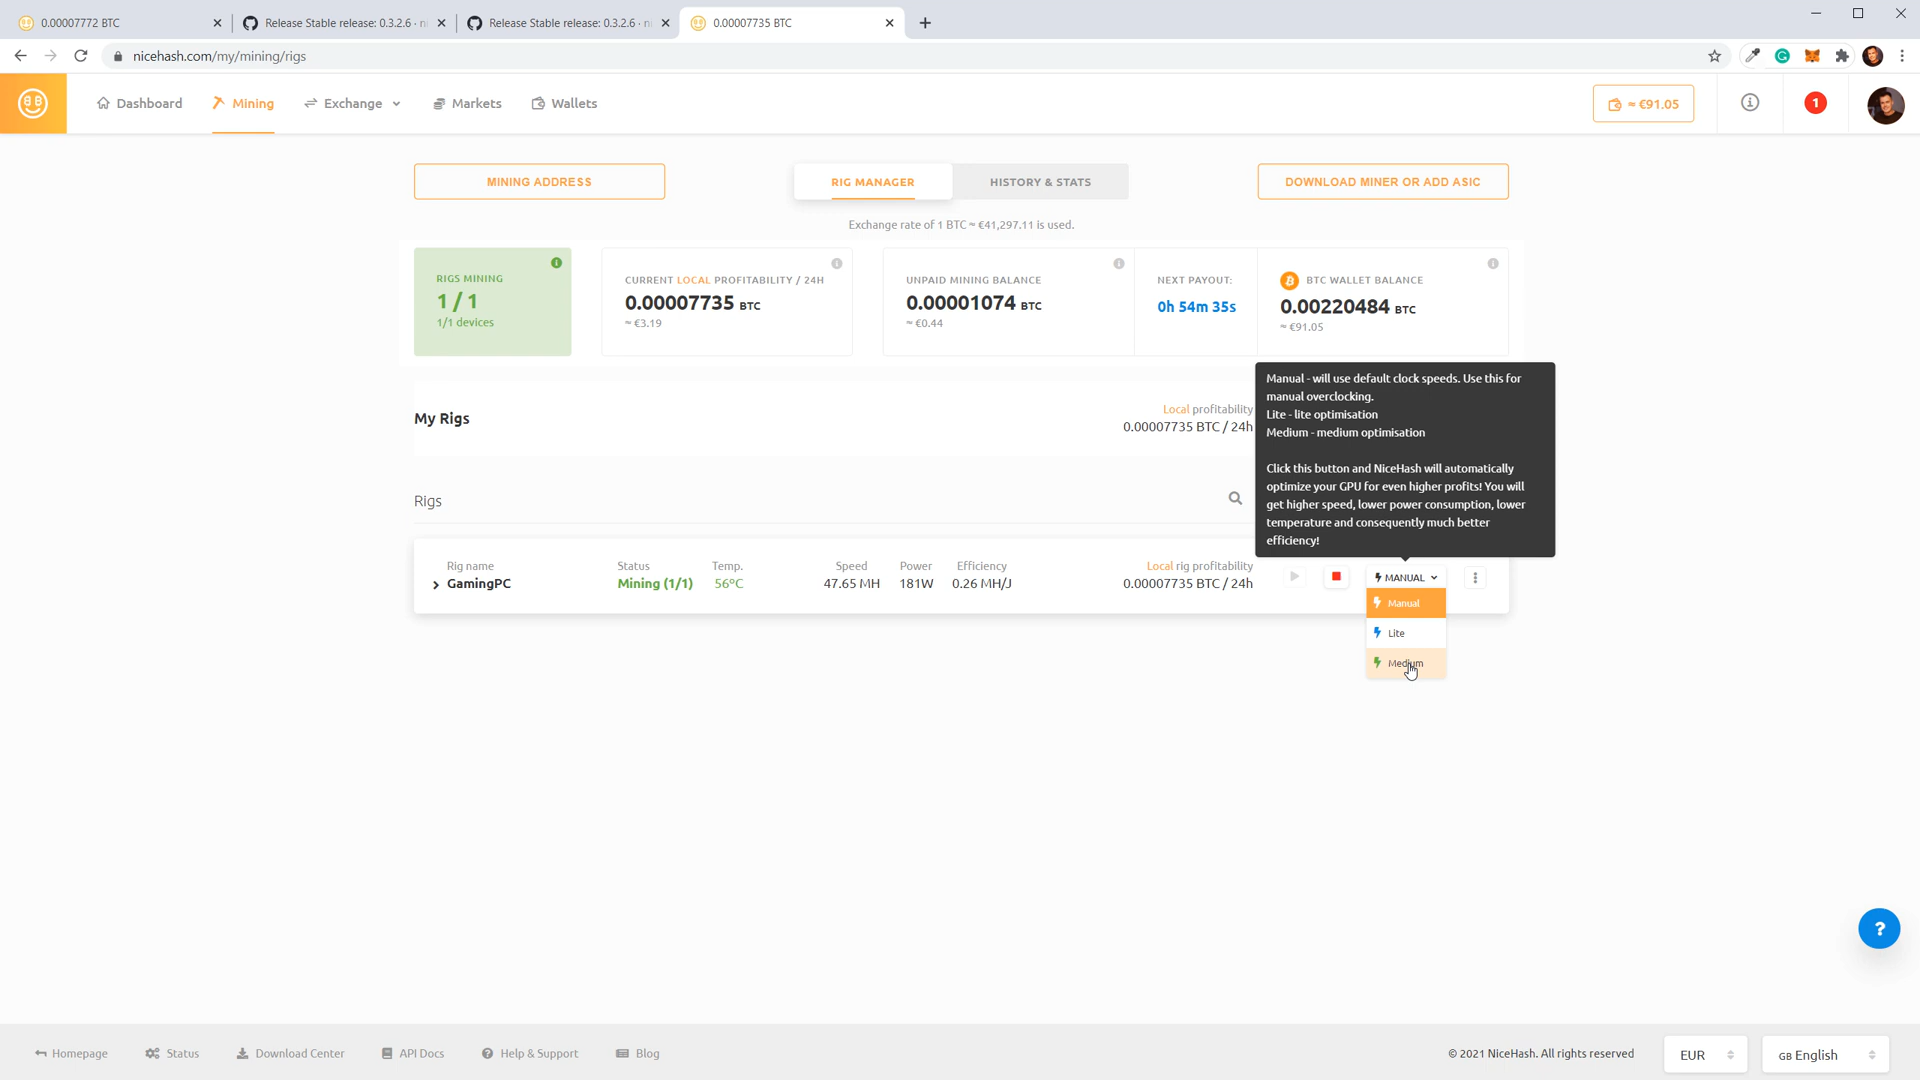 0.00007772 BTC
Release Stable release: 0.3.2.6 · n
Release Stable release: 0.3.2.6 · n
0.00007735 BTC
nicehash.com/my/mining/rigs
Dashboard
Mining
Exchange
Markets
Wallets
≈ €91.05
1
MINING ADDRESS
RIG MANAGER
HISTORY & STATS
DOWNLOAD MINER OR ADD ASIC
Exchange rate of 1 BTC ≈ €41,297.11 is used.
RIGS MINING
1 / 1
1/1 devices
CURRENT LOCAL PROFITABILITY / 24H
0.00007735 BTC
≈ €3.19
UNPAID MINING BALANCE
0.00001074 BTC
≈ €0.44
NEXT PAYOUT:
0h 54m 35s
BTC WALLET BALANCE
0.00220484 BTC
≈ €91.05
My Rigs
Local profitability
0.00007735 BTC / 24h
Manual - will use default clock speeds. Use this for
manual overclocking.
Lite - lite optimisation
Medium - medium optimisation
Click this button and NiceHash will automatically
optimize your GPU for even higher profits! You will
get higher speed, lower power consumption, lower
temperature and consequently much better
efficiency!
Rigs
Rig name
GamingPC
Status
Mining (1/1)
Temp.
56°C
Speed
47.65 MH
Power
181W
Efficiency
0.26 MH/J
Local rig profitability
0.00007735 BTC / 24h
MANUAL
Manual
Lite
Medium
?
Homepage
Status
Download Center
API Docs
Help & Support
Blog
© 2021 NiceHash. All rights reserved
EUR
GB English